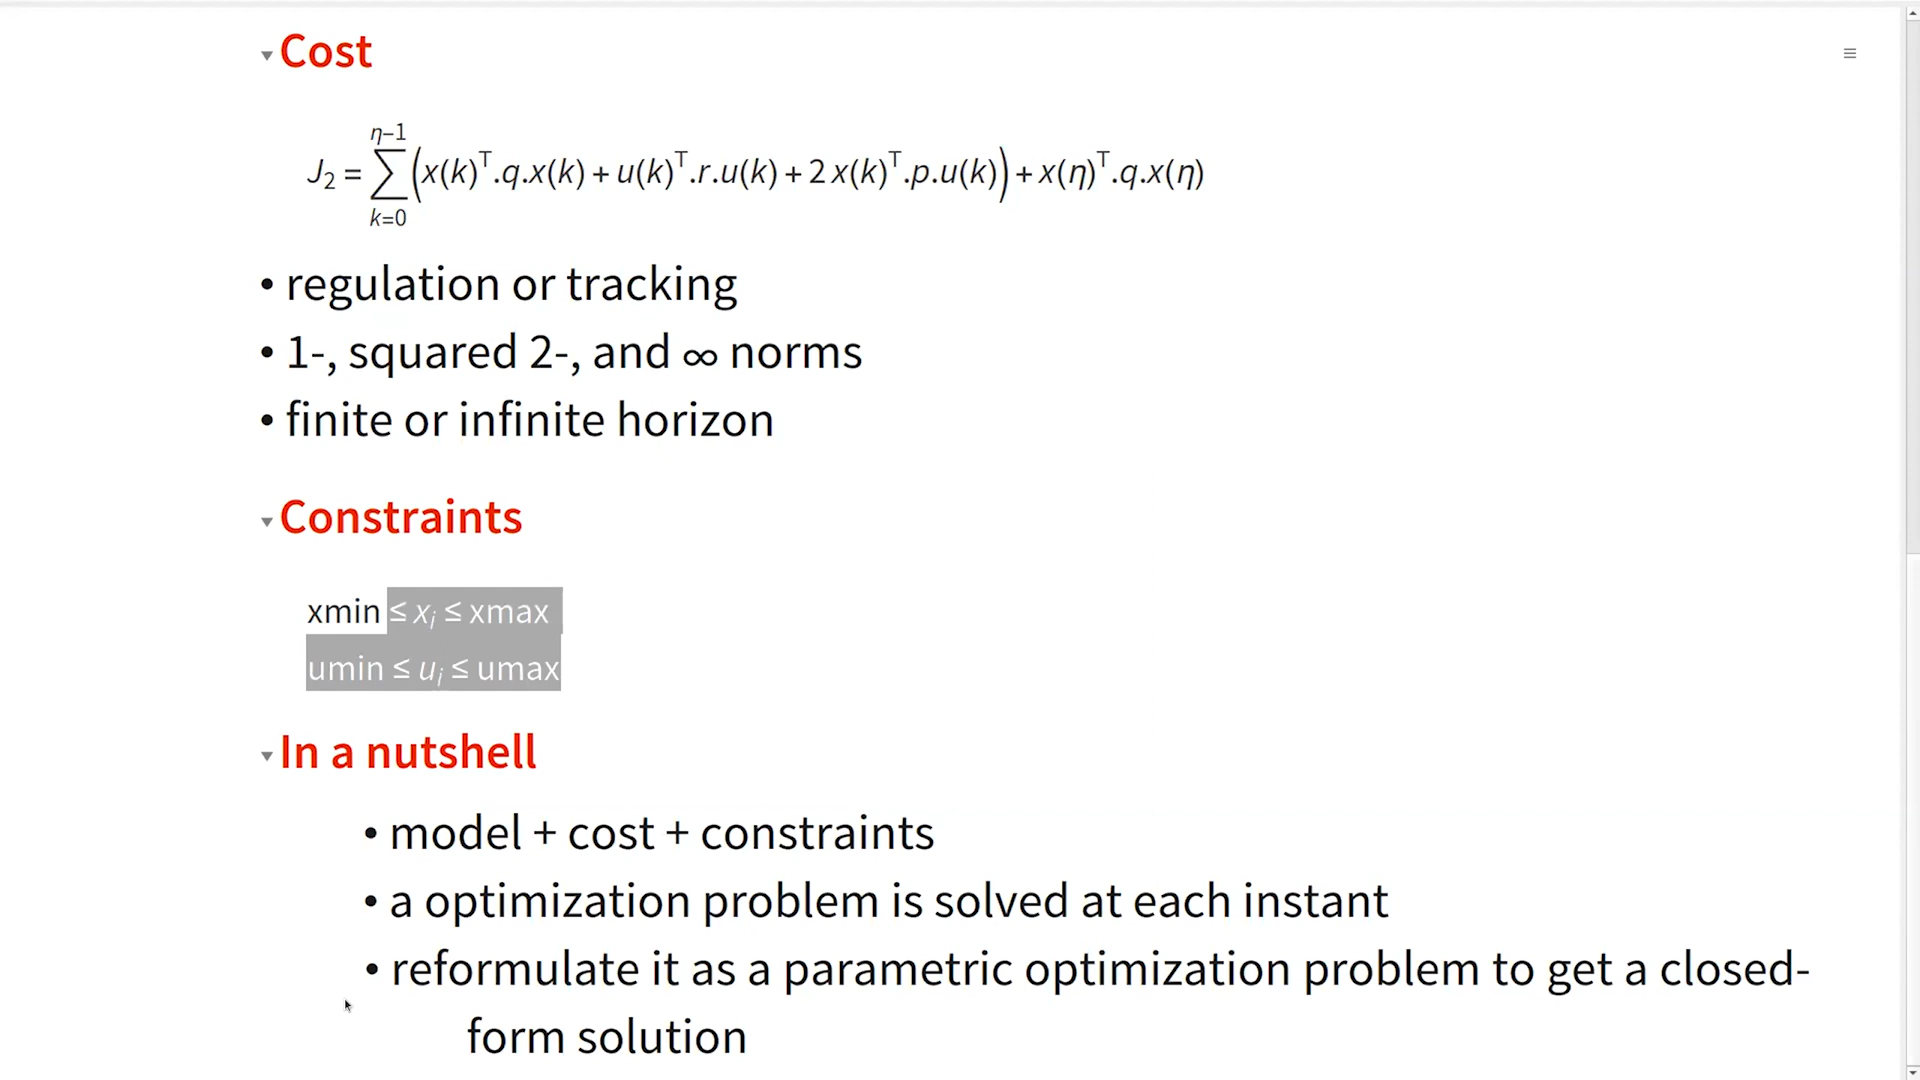 Cost
J₂ = ∑_{k=0}^{η–1} (x(k)ᵀ.q.x(k) + u(k)ᵀ.r.u(k) + 2 x(k)ᵀ.p.u(k)) + x(η)ᵀ.q.x(η)
• regulation or tracking
• 1-, squared 2-, and ∞ norms
• finite or infinite horizon
Constraints
xmin ≤ xᵢ ≤ xmax
umin ≤ uᵢ ≤ umax
In a nutshell
• model + cost + constraints
• a optimization problem is solved at each instant
• reformulate it as a parametric optimization problem to get a closed-
form solution